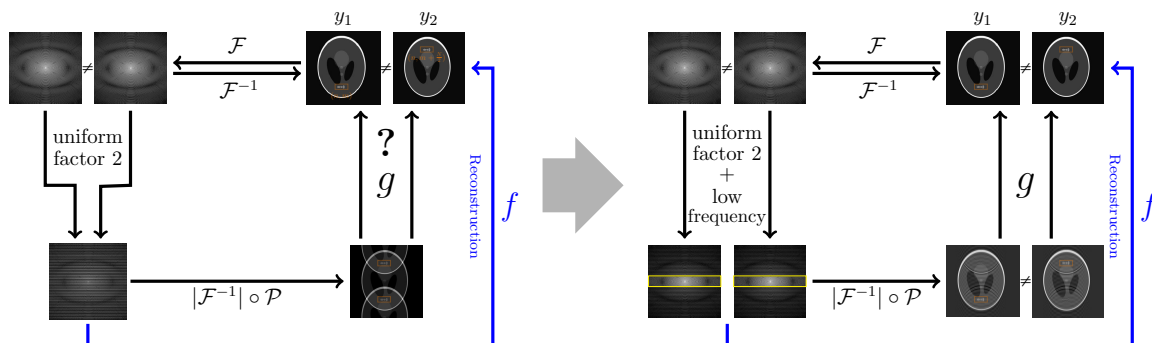 y₁ y₂
≠ ℱ ≠
ℱ⁻¹
uniform
factor 2
?
g
Reconstruction
f
|ℱ⁻¹| ∘ 𝒫
y₁ y₂
≠ ℱ ≠
ℱ⁻¹
uniform
factor 2
+
low
frequency
g
Reconstruction
f
|ℱ⁻¹| ∘ 𝒫
≠